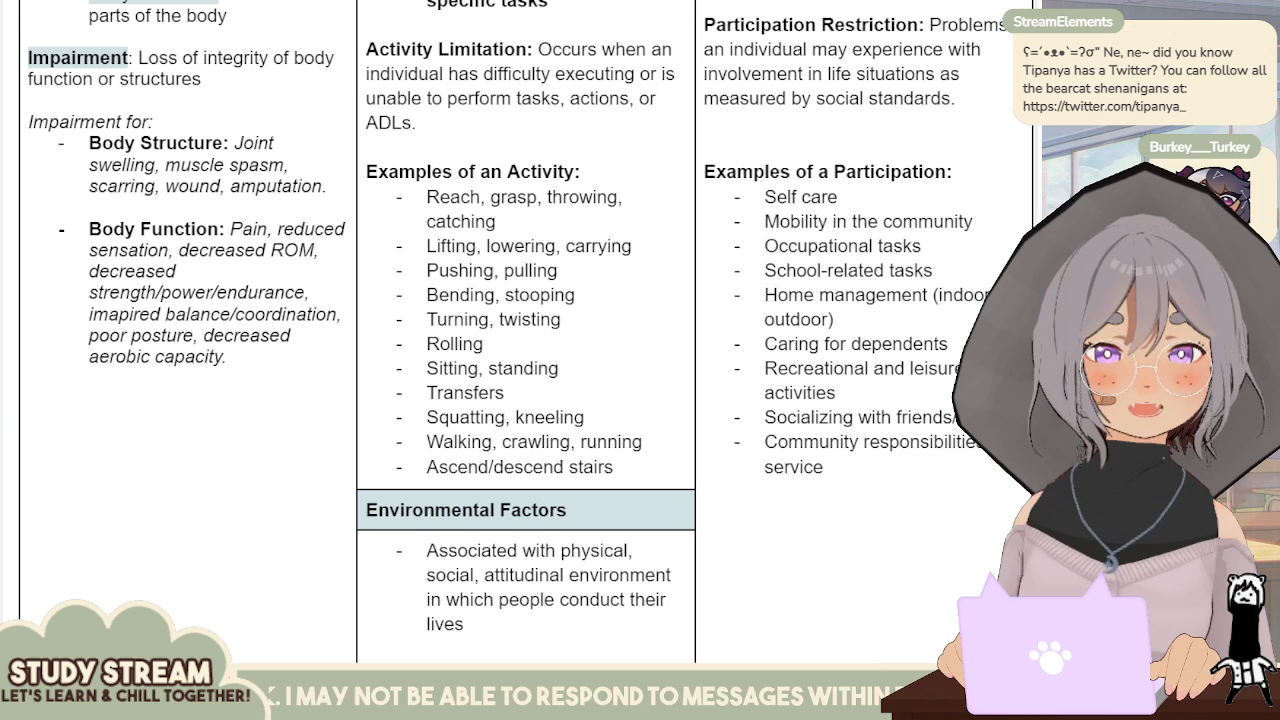 parts of the body
Impairment: Loss of integrity of body
function or structures
Impairment for:
- Body Structure: Joint
swelling, muscle spasm,
scarring, wound, amputation.
- Body Function: Pain, reduced
sensation, decreased ROM,
decreased
strength/power/endurance,
imapired balance/coordination,
poor posture, decreased
aerobic capacity.
specific tasks
Activity Limitation: Occurs when an
individual has difficulty executing or is
unable to perform tasks, actions, or
ADLs.
Examples of an Activity:
- Reach, grasp, throwing,
catching
- Lifting, lowering, carrying
- Pushing, pulling
- Bending, stooping
- Turning, twisting
- Rolling
- Sitting, standing
- Transfers
- Squatting, kneeling
- Walking, crawling, running
- Ascend/descend stairs
Environmental Factors
- Associated with physical,
social, attitudinal environment
in which people conduct their
lives
Participation Restriction: Problems
an individual may experience with
involvement in life situations as
measured by social standards.
Examples of a Participation:
- Self care
- Mobility in the community
- Occupational tasks
- School-related tasks
- Home management (indoor
outdoor)
- Caring for dependents
- Recreational and leisure
activities
- Socializing with friends/
- Community responsibilities
service
StreamElements
ʕ=´•ᴥ•`=ʔσ" Ne, ne~ did you know
Tipanya has a Twitter? You can follow all
the bearcat shenanigans at:
https://twitter.com/tipanya_
Burkey___Turkey
STUDY STREAM
LET'S LEARN & CHILL TOGETHER!
. I MAY NOT BE ABLE TO RESPOND TO MESSAGES WITHIN